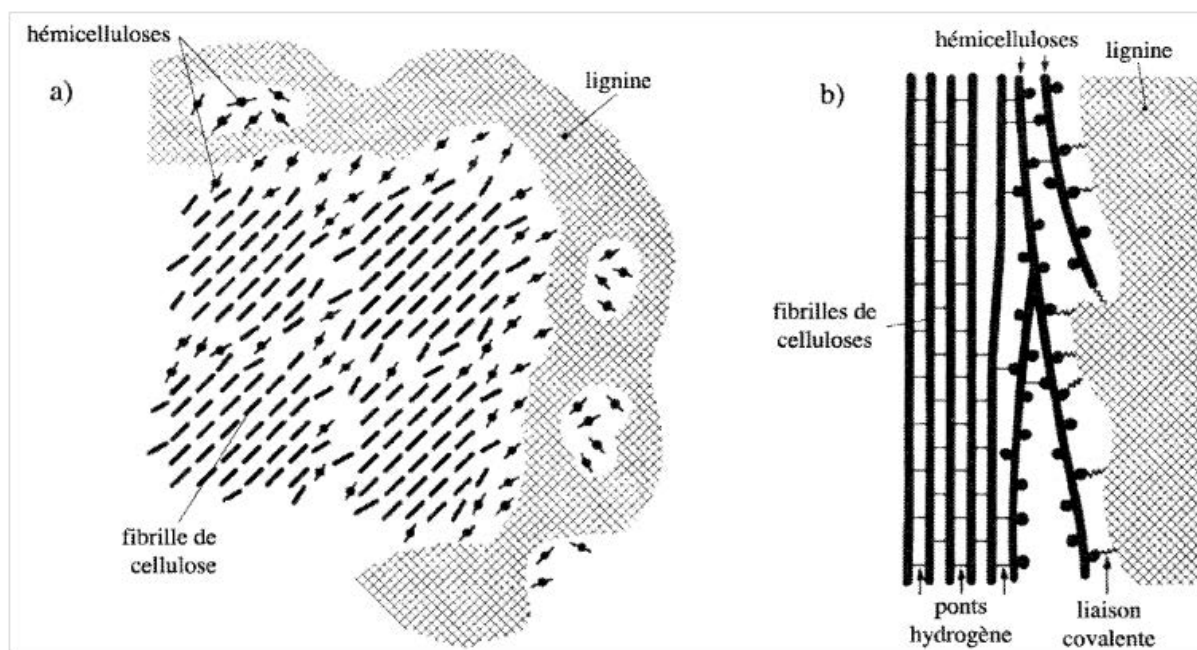 hémicelluloses
a)
lignine
fibrille de
cellulose
hémicelluloses
lignine
b)
fibrilles de
celluloses
ponts
hydrogène
liaison
covalente